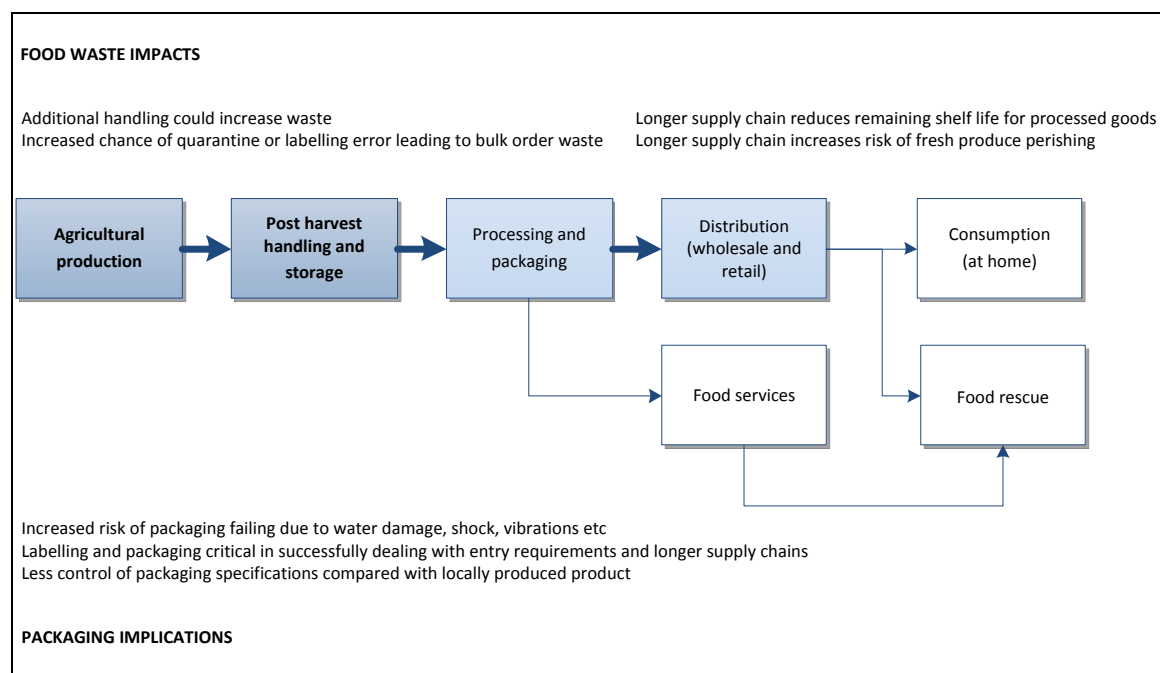 FOOD WASTE IMPACTS
Additional handling could increase waste
Increased chance of quarantine or labelling error leading to bulk order waste
Longer supply chain reduces remaining shelf life for processed goods
Longer supply chain increases risk of fresh produce perishing
Agricultural
production
Post harvest
handling and
storage
Processing and
packaging
Distribution
(wholesale and
retail)
Consumption
(at home)
Food services
Food rescue
Increased risk of packaging failing due to water damage, shock, vibrations etc
Labelling and packaging critical in successfully dealing with entry requirements and longer supply chains
Less control of packaging specifications compared with locally produced product
PACKAGING IMPLICATIONS